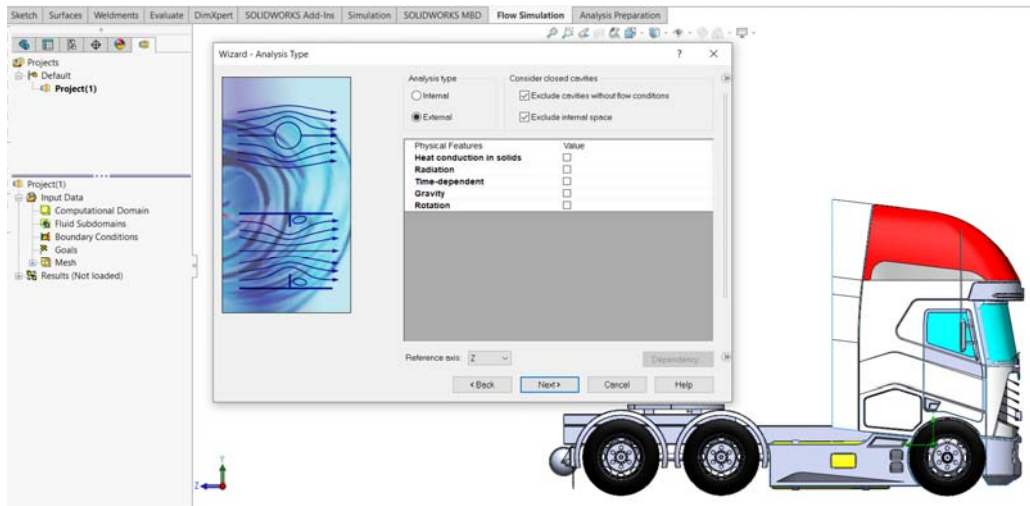 Sketch Surfaces Weldments Evaluate DimXpert SOLIDWORKS Add-Ins Simulation SOLIDWORKS MBD Flow Simulation Analysis Preparation
Projects
Default
Project(1)
Project(1)
Input Data
Computational Domain
Fluid Subdomains
Boundary Conditions
Goals
Mesh
Results (Not loaded)
Wizard - Analysis Type ? X
Analysis type Consider closed cavities
Internal Exclude cavities without flow conditions
External Exclude internal space
Physical Features Value
Heat conduction in solids
Radiation
Time-dependent
Gravity
Rotation
Reference axis: Z Dependency
< Back Next > Cancel Help
Y
Z